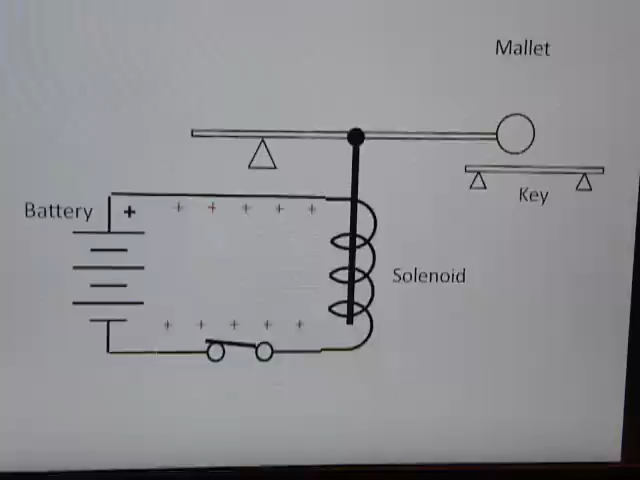 Mallet
Key
Battery +
+ + + + +
Solenoid
+ + + + +